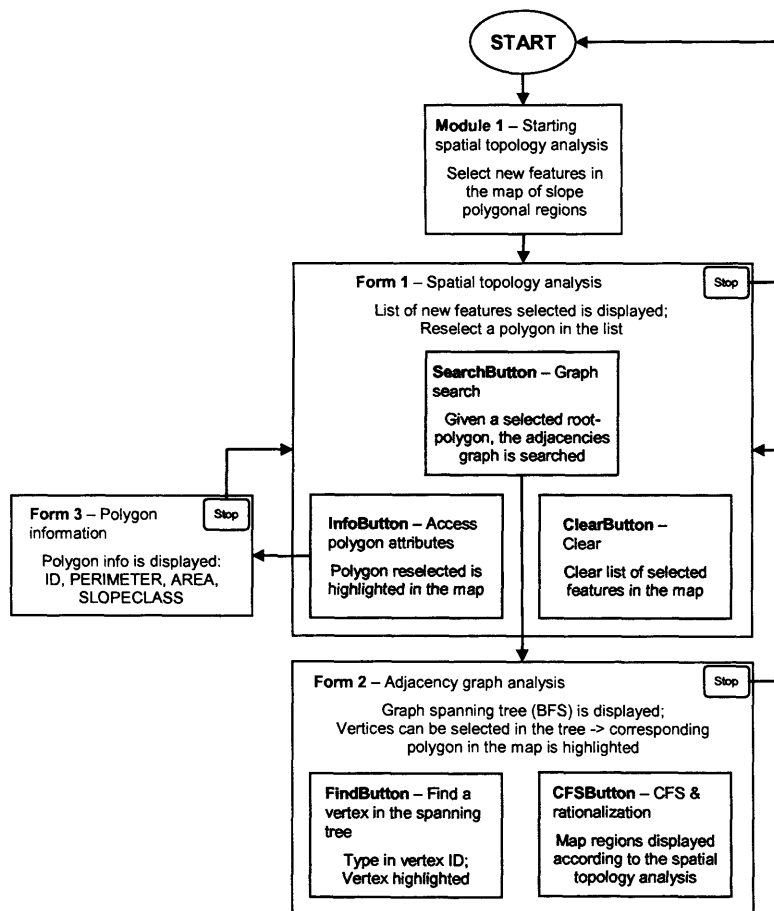 START
Module 1 – Starting
spatial topology analysis
Select new features in
the map of slope
polygonal regions
Form 1 – Spatial topology analysis
Stop
List of new features selected is displayed;
Reselect a polygon in the list
SearchButton – Graph
search
Given a selected root-
polygon, the adjacencies
graph is searched
Form 3 – Polygon
information
Stop
Polygon info is displayed:
ID, PERIMETER, AREA,
SLOPECLASS
InfoButton – Access
polygon attributes
Polygon reselected is
highlighted in the map
ClearButton –
Clear
Clear list of selected
features in the map
Form 2 – Adjacency graph analysis
Stop
Graph spanning tree (BFS) is displayed;
Vertices can be selected in the tree -> corresponding
polygon in the map is highlighted
FindButton – Find a
vertex in the spanning
tree
Type in vertex ID;
Vertex highlighted
CFSButton – CFS &
rationalization
Map regions displayed
according to the spatial
topology analysis